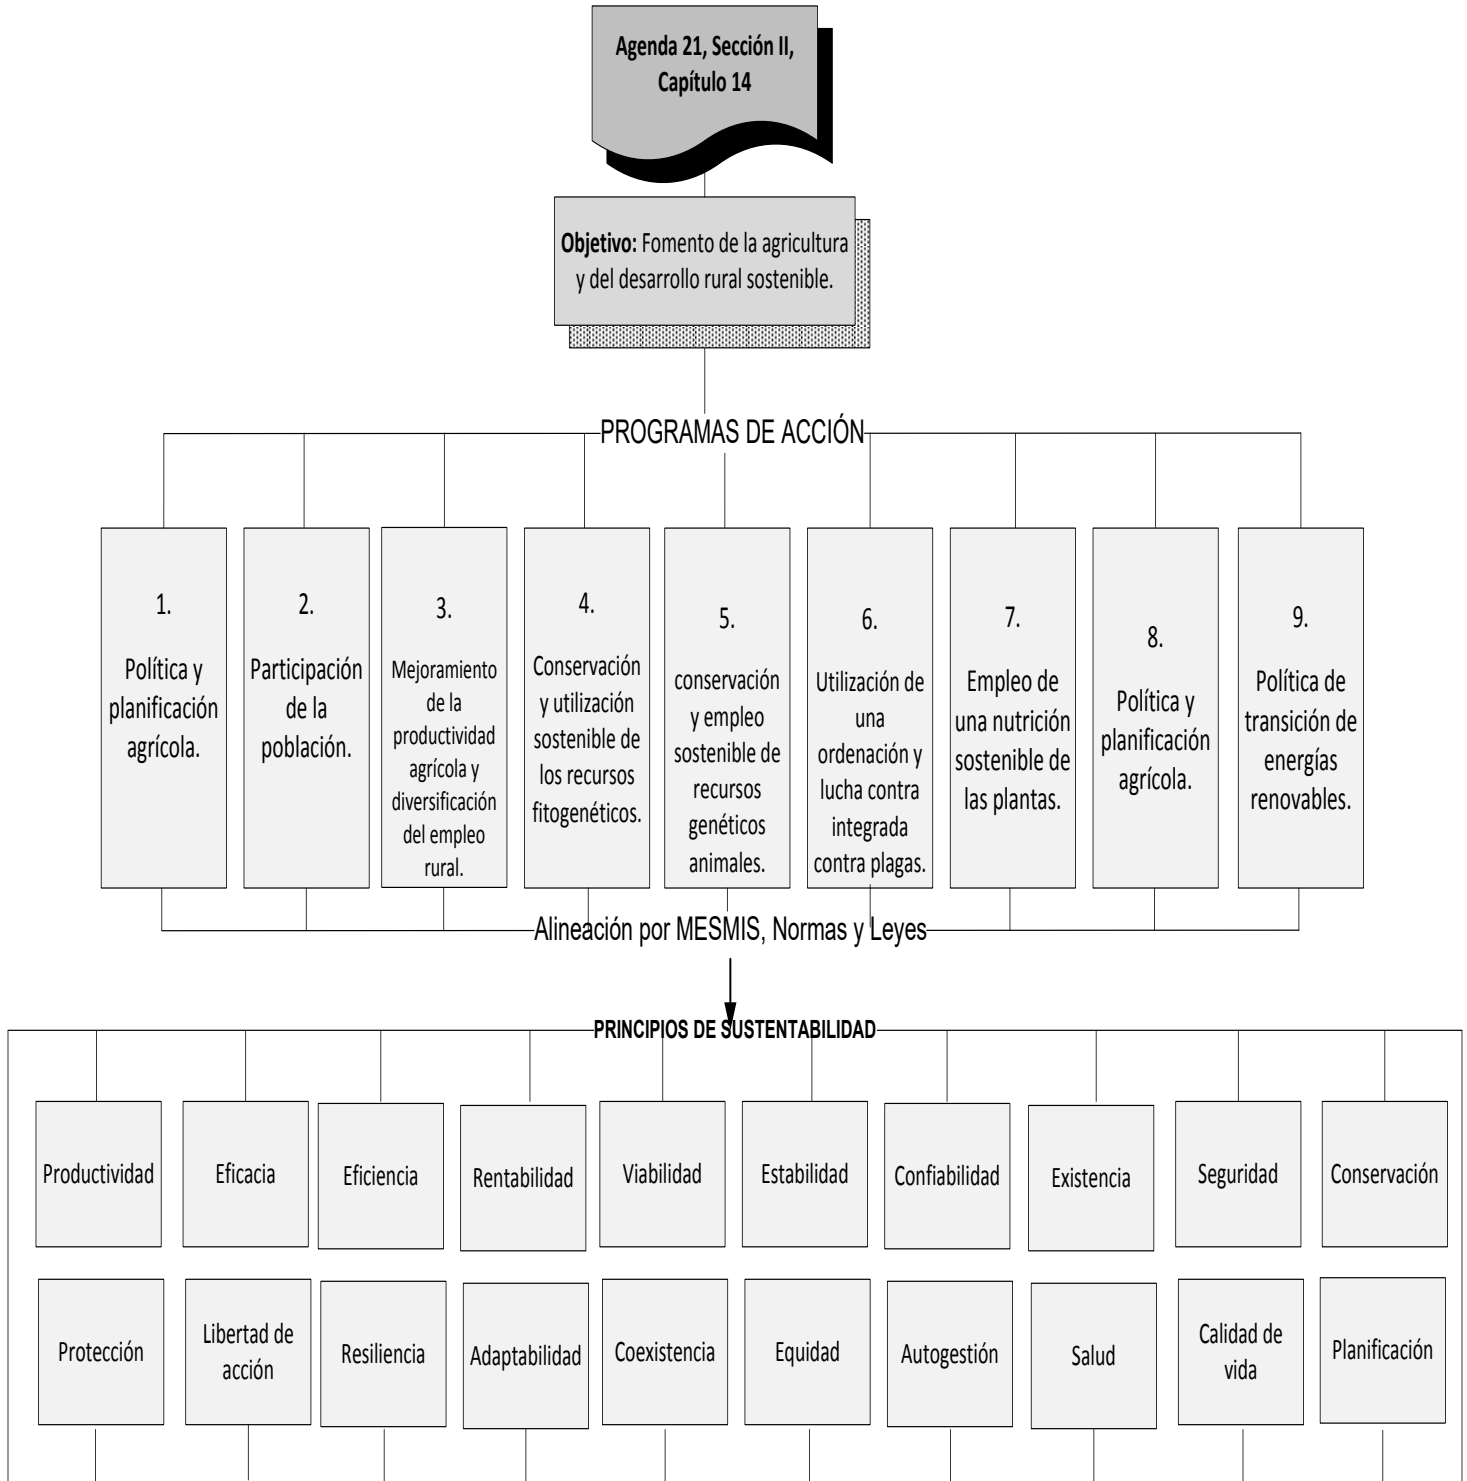 Agenda 21, Sección II,
Capítulo 14
Objetivo: Fomento de la agricultura
y del desarrollo rural sostenible.
PROGRAMAS DE ACCIÓN
1.
Política y
planificación
agrícola.
2.
Participación
de la
población.
3.
Mejoramiento
de la
productividad
agrícola y
diversificación
del empleo
rural.
4.
Conservación
y utilización
sostenible de
los recursos
fitogenéticos.
5.
conservación
y empleo
sostenible de
recursos
genéticos
animales.
6.
Utilización de
una
ordenación y
lucha contra
integrada
contra plagas.
7.
Empleo de
una nutrición
sostenible de
las plantas.
8.
Política y
planificación
agrícola.
9.
Política de
transición de
energías
renovables.
Alineación por MESMIS, Normas y Leyes
PRINCIPIOS DE SUSTENTABILIDAD
Productividad
Eficacia
Eficiencia
Rentabilidad
Viabilidad
Estabilidad
Confiabilidad
Existencia
Seguridad
Conservación
Protección
Libertad de
acción
Resiliencia
Adaptabilidad
Coexistencia
Equidad
Autogestión
Salud
Calidad de
vida
Planificación